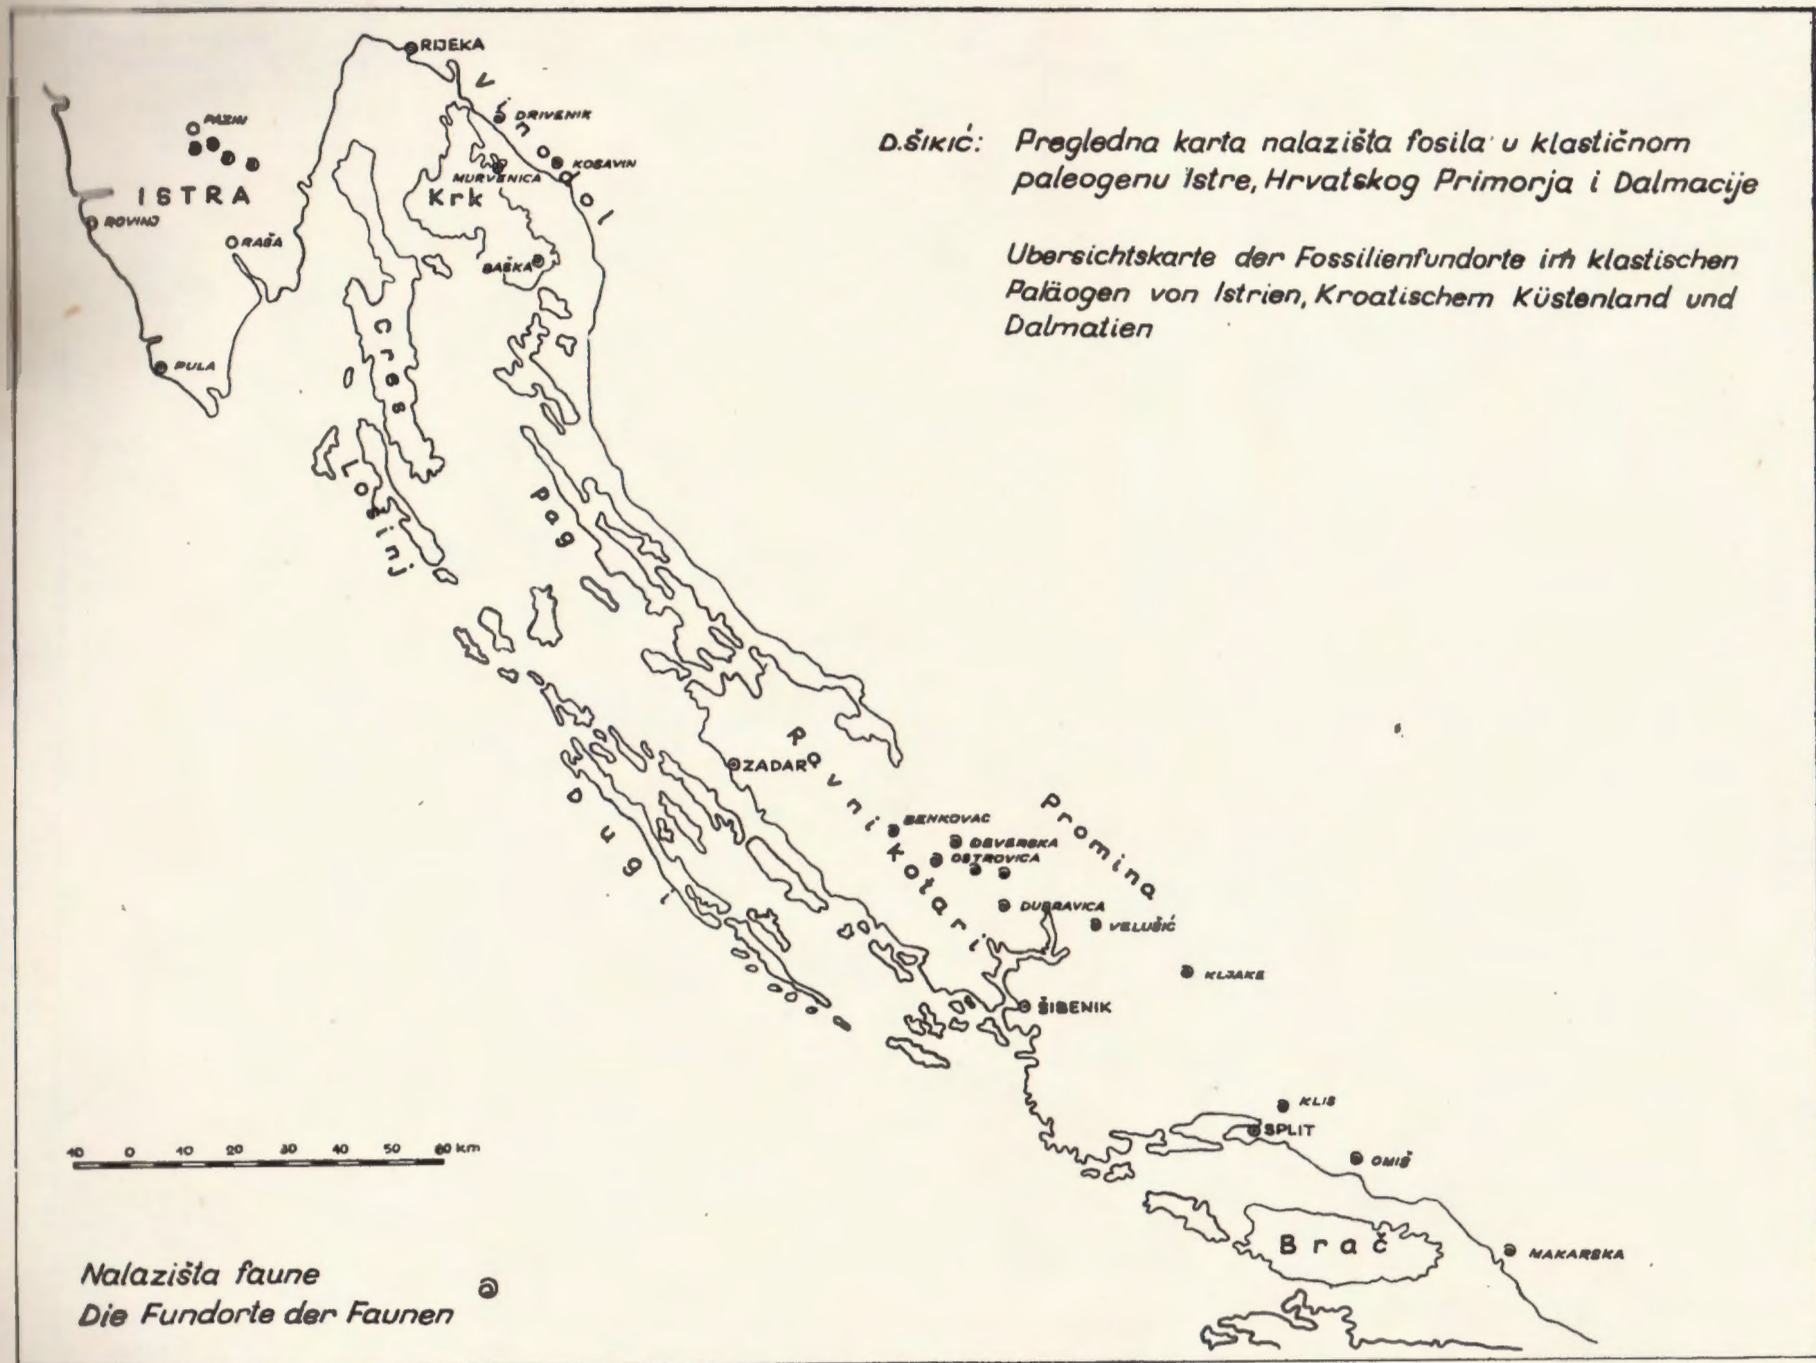 D.ŠIKIĆ: Pregledna karta nalazišta fosila u klastičnom
paleogenu Istre, Hrvatskog Primorja i Dalmacije
Ubersichtskarte der Fossilienfundorte im klastischen
Paläogen von Istrien, Kroatischem Küstenland und
Dalmatien
RIJEKA
Vinodol
DRIVENIK
PAZIN
KOSAVIN
MURVENICA
ISTRA
Krk
ROVINJ
RAŠA
BAŠKA
Cres
PULA
Lošinj
Pag
Ravni kotari
ZADAR
Dugi
Promina
BENKOVAC
DEVERSKA
OSTROVICA
DUBRAVICA
VELUŠIĆ
KLJAKE
ŠIBENIK
KLIS
SPLIT
OMIŠ
Brač
MAKARSKA
10 0 10 20 30 40 50 60 km
Nalazišta faune
Die Fundorte der Faunen